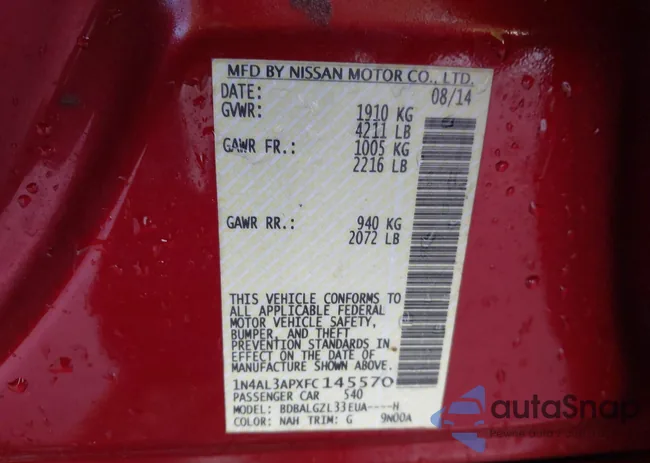 MFD BY NISSAN MOTOR CO., LTD.
DATE: 08/14
GVWR: 1910 KG
4211 LB
GAWR FR.: 1005 KG
2216 LB
GAWR RR.: 940 KG
2072 LB
THIS VEHICLE CONFORMS TO
ALL APPLICABLE FEDERAL
MOTOR VEHICLE SAFETY,
BUMPER, AND THEFT
PREVENTION STANDARDS IN
EFFECT ON THE DATE OF
MANUFACTURE SHOWN ABOVE.
1N4AL3APXFC145570
PASSENGER CAR 540
MODEL: BDBALGZL33EUA----H
COLOR: NAH TRIM: G 9N00A
autoSnap
Power auto